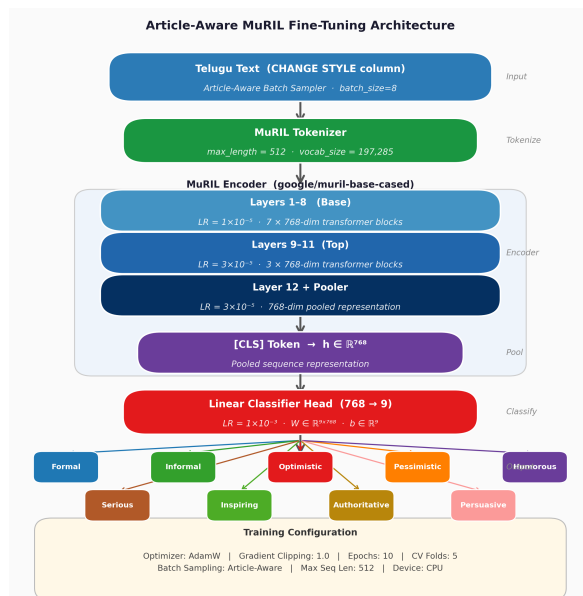 Article-Aware MuRIL Fine-Tuning Architecture
Telugu Text (CHANGE STYLE column)
Article-Aware Batch Sampler · batch_size=8
Input
MuRIL Tokenizer
max_length = 512 · vocab_size = 197,285
Tokenize
MuRIL Encoder (google/muril-base-cased)
Layers 1–8 (Base)
LR = 1×10⁻⁵ · 7 × 768-dim transformer blocks
Layers 9–11 (Top)
LR = 3×10⁻⁵ · 3 × 768-dim transformer blocks
Encoder
Layer 12 + Pooler
LR = 3×10⁻⁵ · 768-dim pooled representation
[CLS] Token → h ∈ ℝ⁷⁶⁸
Pooled sequence representation
Pool
Linear Classifier Head (768 → 9)
LR = 1×10⁻³ · W ∈ ℝ⁹ˣ⁷⁶⁸ · b ∈ ℝ⁹
Classify
Formal
Informal
Optimistic
Pessimistic
Humorous
Serious
Inspiring
Authoritative
Persuasive
Training Configuration
Optimizer: AdamW | Gradient Clipping: 1.0 | Epochs: 10 | CV Folds: 5
Batch Sampling: Article-Aware | Max Seq Len: 512 | Device: CPU